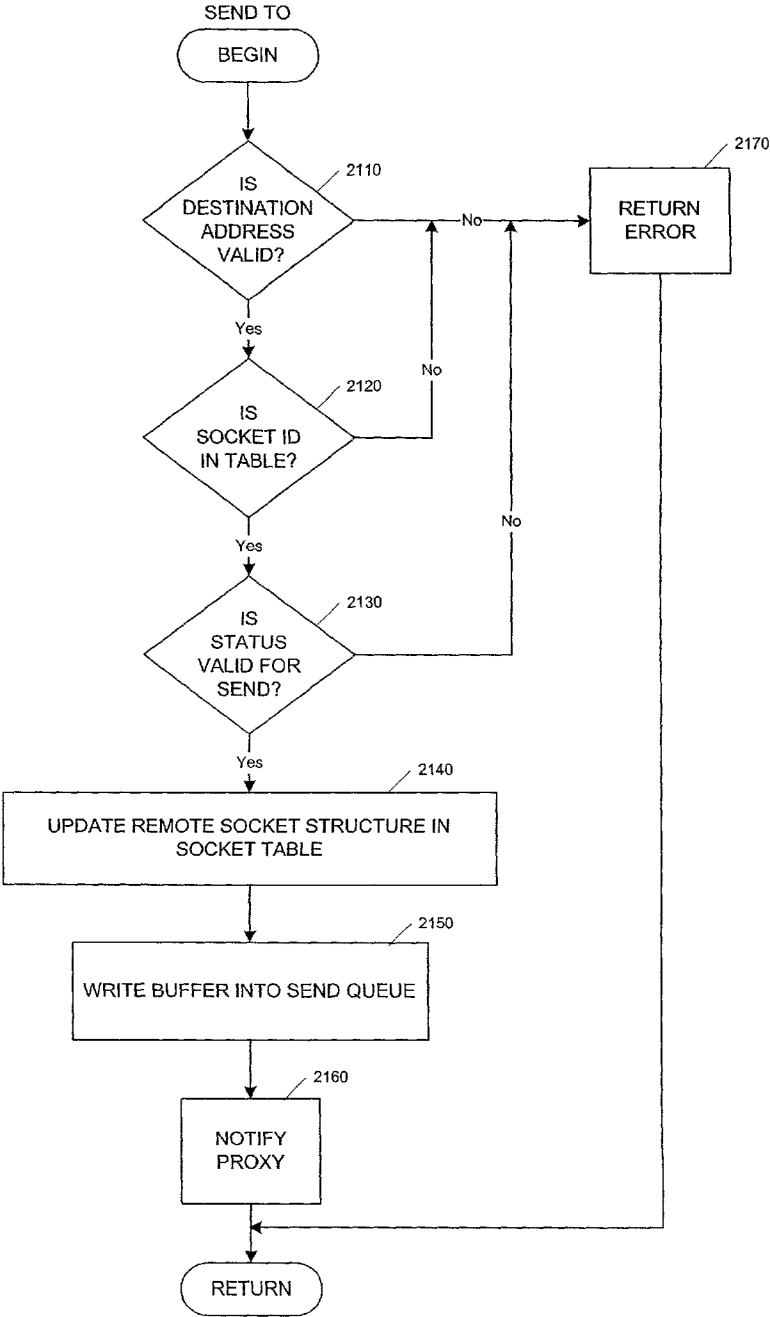 SEND TO
BEGIN
2110
IS
DESTINATION
ADDRESS
VALID?
No
2170
RETURN
ERROR
Yes
2120
IS
SOCKET ID
IN TABLE?
No
Yes
2130
IS
STATUS
VALID FOR
SEND?
No
Yes
2140
UPDATE REMOTE SOCKET STRUCTURE IN
SOCKET TABLE
2150
WRITE BUFFER INTO SEND QUEUE
2160
NOTIFY
PROXY
RETURN